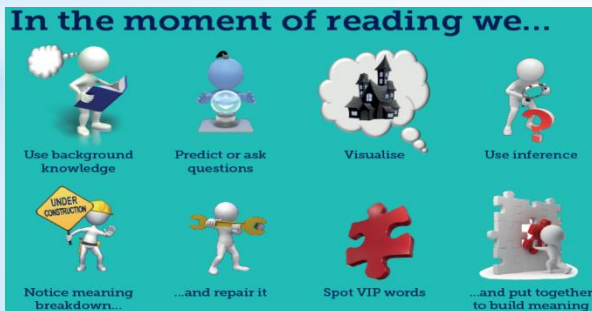 In the moment of reading we...
Use background
knowledge
Predict or ask
questions
Visualise
Use inference
UNDER
CONSTRUCTION
Notice meaning
breakdown...
...and repair it
Spot VIP words
...and put together
to build meaning